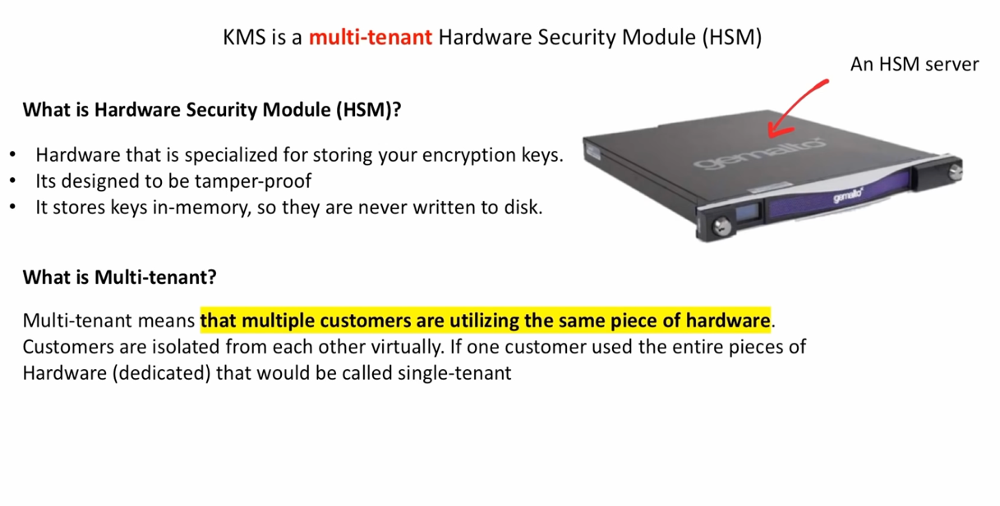 KMS is a multi-tenant Hardware Security Module (HSM)
An HSM server
What is Hardware Security Module (HSM)?
• Hardware that is specialized for storing your encryption keys.
• Its designed to be tamper-proof
• It stores keys in-memory, so they are never written to disk.
gemalto
gemalto
What is Multi-tenant?
Multi-tenant means that multiple customers are utilizing the same piece of hardware.
Customers are isolated from each other virtually. If one customer used the entire pieces of
Hardware (dedicated) that would be called single-tenant